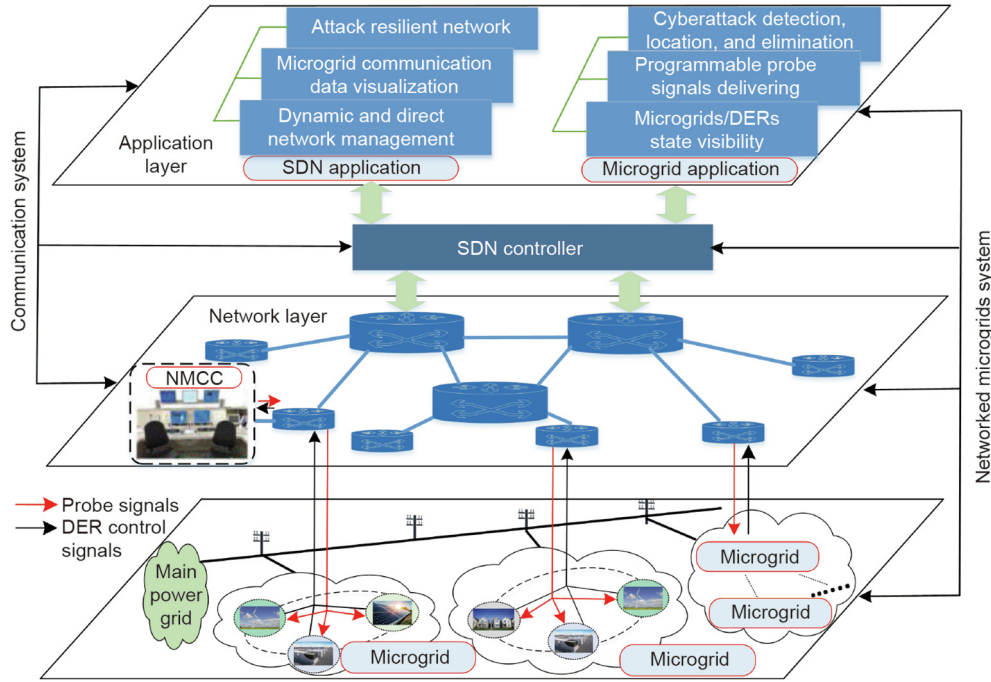 Attack resilient network
Microgrid communication
data visualization
Dynamic and direct
network management
SDN application
Cyberattack detection,
location, and elimination
Programmable probe
signals delivering
Microgrids/DERs
state visibility
Microgrid application
Application
layer
Communication system
SDN controller
Networked microgrids system
Network layer
NMCC
Probe signals
DER control
signals
Main
power
grid
Microgrid
Microgrid
Microgrid
Microgrid